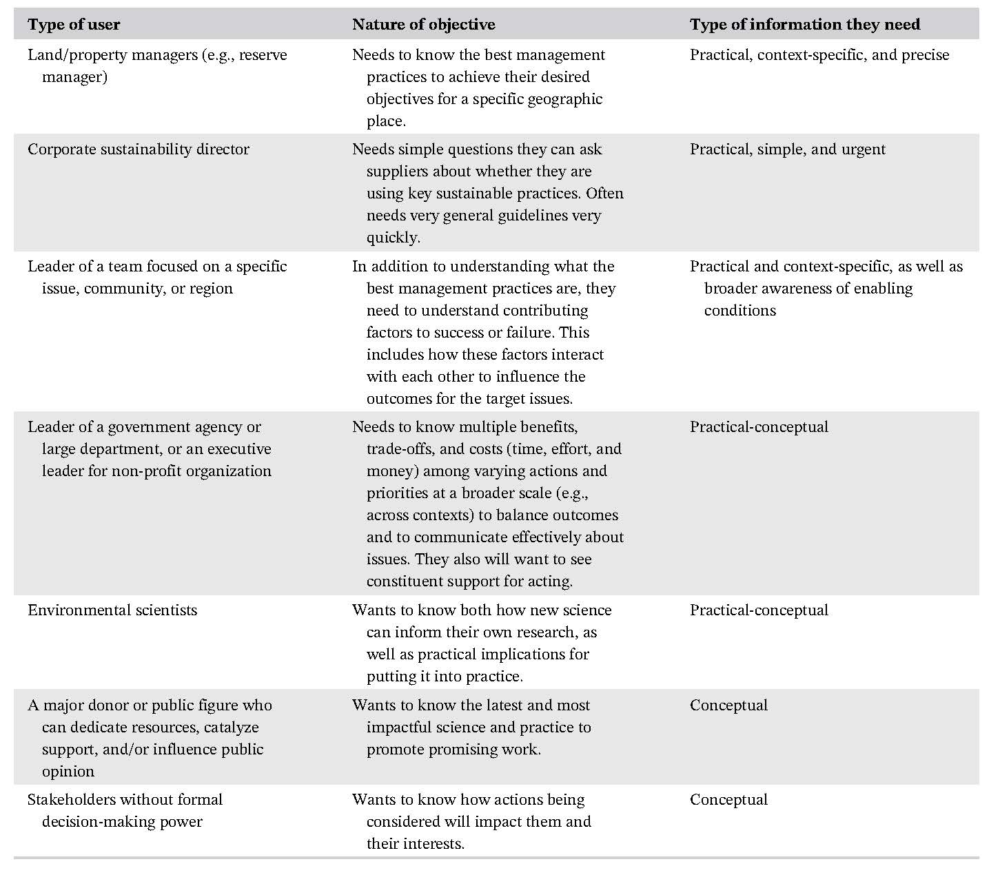 Type of user Nature of objective Type of information they need
Land/property managers (e.g., reserve
manager)
Needs to know the best management
practices to achieve their desired
objectives for a specific geographic
place.
Practical, context-specific, and precise
Corporate sustainability director
Needs simple questions they can ask
suppliers about whether they are
using key sustainable practices. Often
needs very general guidelines very
quickly.
Practical, simple, and urgent
Leader of a team focused on a specific
issue, community, or region
In addition to understanding what the
best management practices are, they
need to understand contributing
factors to success or failure. This
includes how these factors interact
with each other to influence the
outcomes for the target issues.
Practical and context-specific, as well as
broader awareness of enabling
conditions
Leader of a government agency or
large department, or an executive
leader for non-profit organization
Needs to know multiple benefits,
trade-offs, and costs (time, effort, and
money) among varying actions and
priorities at a broader scale (e.g.,
across contexts) to balance outcomes
and to communicate effectively about
issues. They also will want to see
constituent support for acting.
Practical-conceptual
Environmental scientists
Wants to know both how new science
can inform their own research, as
well as practical implications for
putting it into practice.
Practical-conceptual
A major donor or public figure who
can dedicate resources, catalyze
support, and/or influence public
opinion
Wants to know the latest and most
impactful science and practice to
promote promising work.
Conceptual
Stakeholders without formal
decision-making power
Wants to know how actions being
considered will impact them and
their interests.
Conceptual